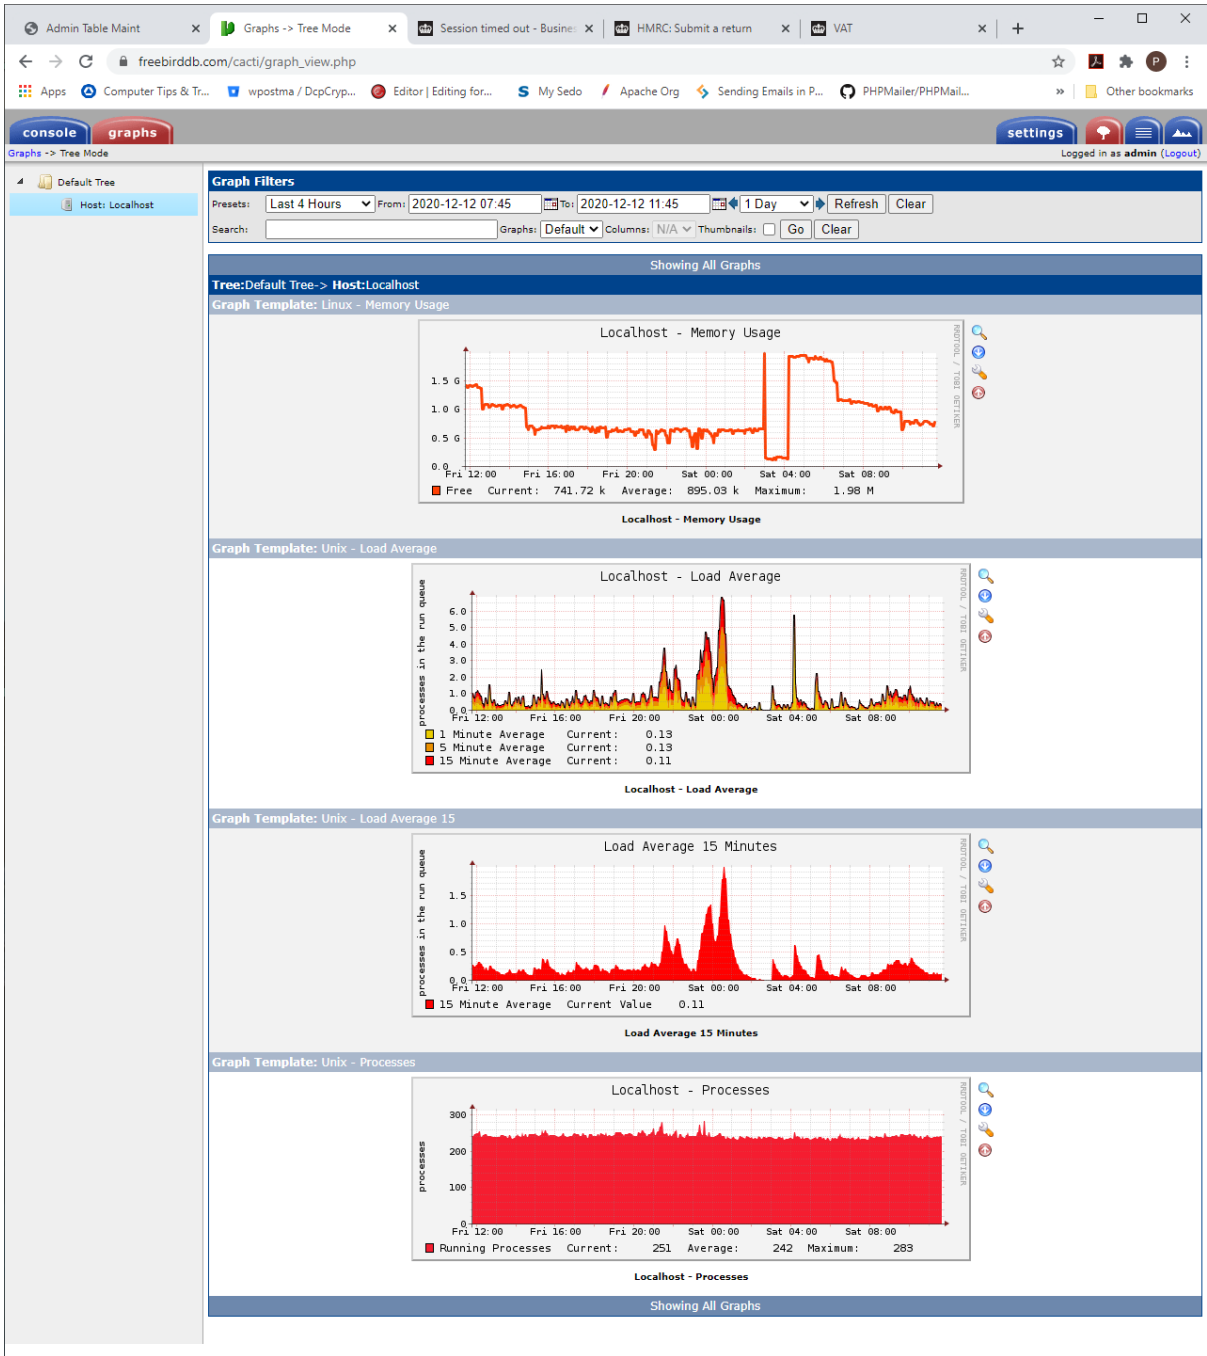 Admin Table Maint
Graphs -> Tree Mode
Session timed out - Busines
HMRC: Submit a return
VAT
freebirddb.com/cacti/graph_view.php
P
Apps
Computer Tips & Tr...
wpostma / DcpCryp...
Editor | Editing for...
My Sedo
Apache Org
Sending Emails in P...
PHPMailer/PHPMail...
»
Other bookmarks
console
graphs
settings
Graphs -> Tree Mode
Logged in as admin (Logout)
Default Tree
Host: Localhost
Graph Filters
Presets: Last 4 Hours From: 2020-12-12 07:45 To: 2020-12-12 11:45 1 Day Refresh Clear
Search: Graphs: Default Columns: N/A Thumbnails: Go Clear
Showing All Graphs
Tree:Default Tree-> Host:Localhost
Graph Template: Linux - Memory Usage
Localhost - Memory Usage
RRDTOOL / TOBI OETIKER
1.5 G
1.0 G
0.5 G
0.0
Fri 12:00 Fri 16:00 Fri 20:00 Sat 00:00 Sat 04:00 Sat 08:00
Free Current: 741.72 k Average: 895.03 k Maximum: 1.98 M
Localhost - Memory Usage
Graph Template: Unix - Load Average
Localhost - Load Average
RRDTOOL / TOBI OETIKER
processes in the run queue
6.0
5.0
4.0
3.0
2.0
1.0
0.0
Fri 12:00 Fri 16:00 Fri 20:00 Sat 00:00 Sat 04:00 Sat 08:00
1 Minute Average Current: 0.13
5 Minute Average Current: 0.13
15 Minute Average Current: 0.11
Localhost - Load Average
Graph Template: Unix - Load Average 15
Load Average 15 Minutes
RRDTOOL / TOBI OETIKER
processes in the run queue
1.5
1.0
0.5
0.0
Fri 12:00 Fri 16:00 Fri 20:00 Sat 00:00 Sat 04:00 Sat 08:00
15 Minute Average Current Value 0.11
Load Average 15 Minutes
Graph Template: Unix - Processes
Localhost - Processes
RRDTOOL / TOBI OETIKER
processes
300
200
100
0
Fri 12:00 Fri 16:00 Fri 20:00 Sat 00:00 Sat 04:00 Sat 08:00
Running Processes Current: 251 Average: 242 Maximum: 283
Localhost - Processes
Showing All Graphs